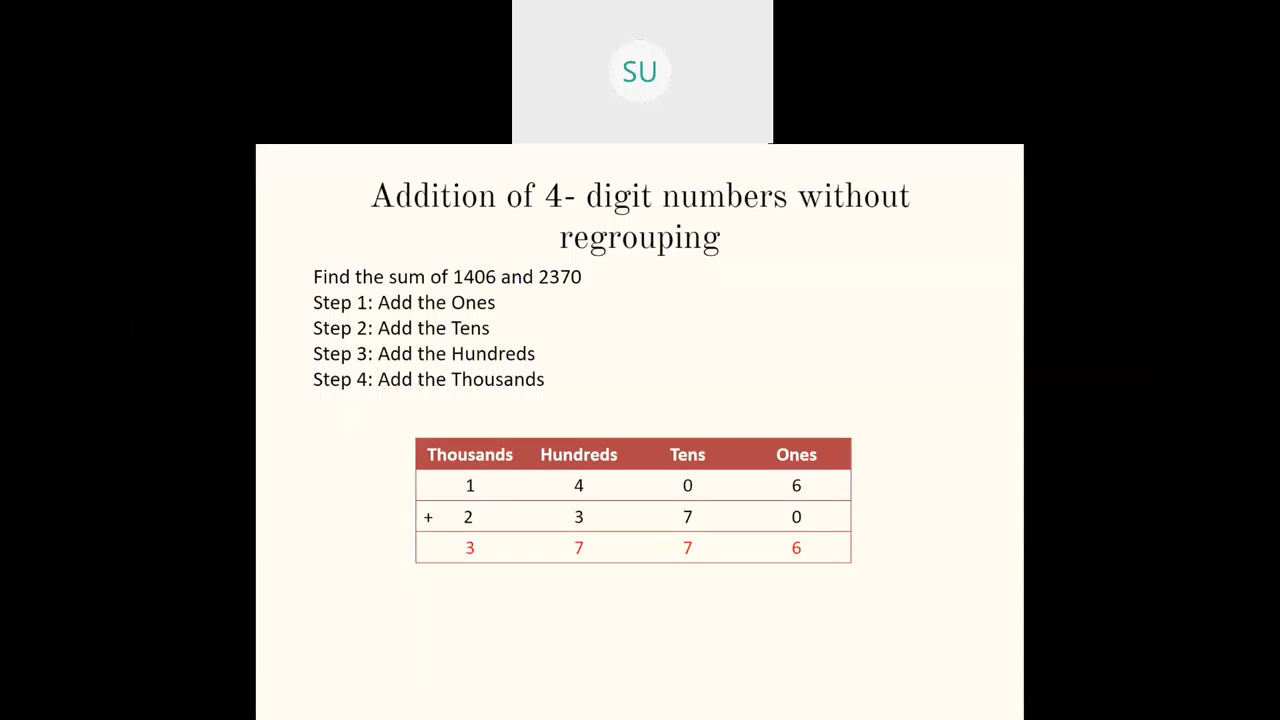 SU
Addition of 4- digit numbers without
regrouping
Find the sum of 1406 and 2370
Step 1: Add the Ones
Step 2: Add the Tens
Step 3: Add the Hundreds
Step 4: Add the Thousands
Thousands Hundreds Tens Ones
1 4 0 6
+ 2 3 7 0
3 7 7 6